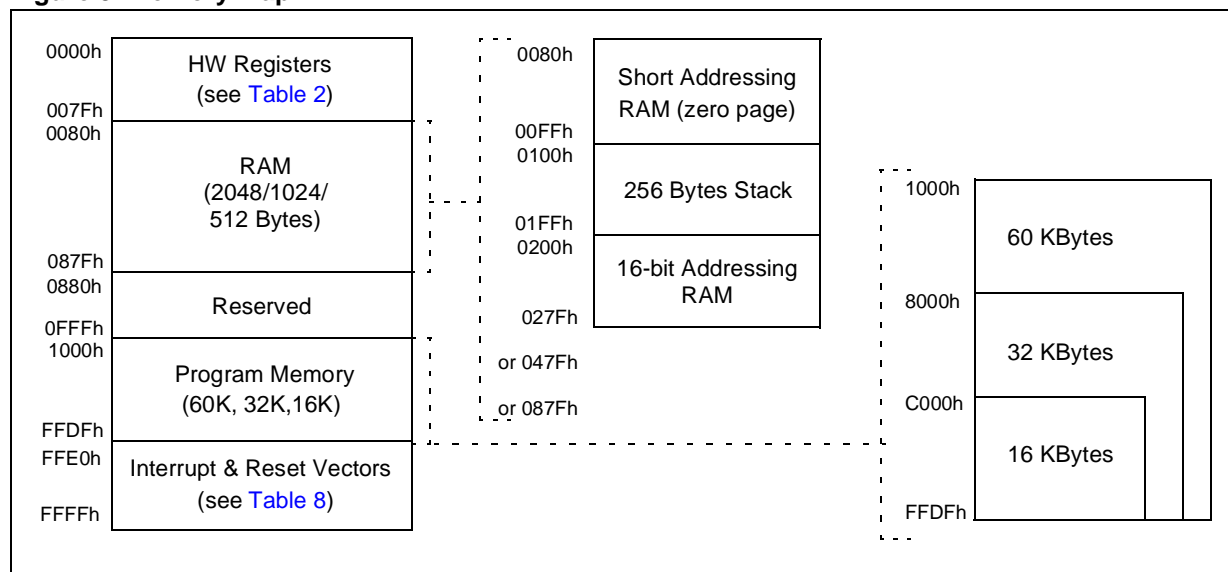 0000h
HW Registers
(see Table 2)
007Fh
0080h
RAM
(2048/1024/
512 Bytes)
087Fh
0880h
Reserved
0FFFh
1000h
Program Memory
(60K, 32K,16K)
FFDFh
FFE0h
Interrupt & Reset Vectors
(see Table 8)
FFFFh
0080h
Short Addressing
RAM (zero page)
00FFh
0100h
256 Bytes Stack
01FFh
0200h
16-bit Addressing
RAM
027Fh
or 047Fh
or 087Fh
1000h
60 KBytes
8000h
32 KBytes
C000h
16 KBytes
FFDFh